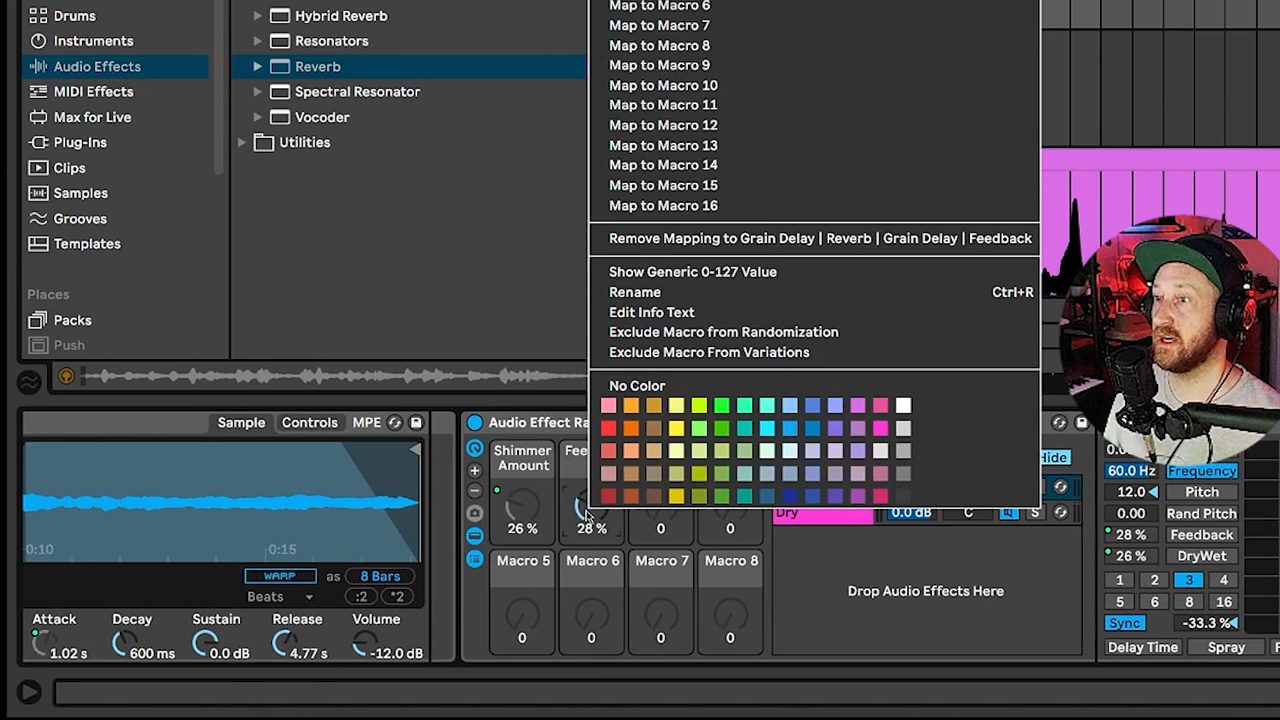 Drums
Instruments
Audio Effects
MIDI Effects
Max for Live
Plug-Ins
Clips
Samples
Grooves
Templates
Places
Packs
Push
Hybrid Reverb
Resonators
Reverb
Spectral Resonator
Vocoder
Utilities
Map to Macro 6
Map to Macro 7
Map to Macro 8
Map to Macro 9
Map to Macro 10
Map to Macro 11
Map to Macro 12
Map to Macro 13
Map to Macro 14
Map to Macro 15
Map to Macro 16
Remove Mapping to Grain Delay | Reverb | Grain Delay | Feedback
Show Generic 0-127 Value
Rename Ctrl+R
Edit Info Text
Exclude Macro from Randomization
Exclude Macro From Variations
No Color
Sample Controls MPE
0:10 0:15
WARP as 8 Bars
Beats :2 *2
Attack Decay Sustain Release Volume
1.02 s 600 ms 0.0 dB 4.77 s -12.0 dB
Audio Effect Ra
Shimmer
Amount
26 % 28 % 0 0
Macro 5 Macro 6 Macro 7 Macro 8
0 0 0 0
Hide
Dry 0.0 dB C S
Drop Audio Effects Here
60.0 Hz Frequency
12.0 Pitch
0.00 Rand Pitch
28 % Feedback
26 % DryWet
1 2 3 4
5 6 8 16
Sync -33.3 %
Delay Time Spray